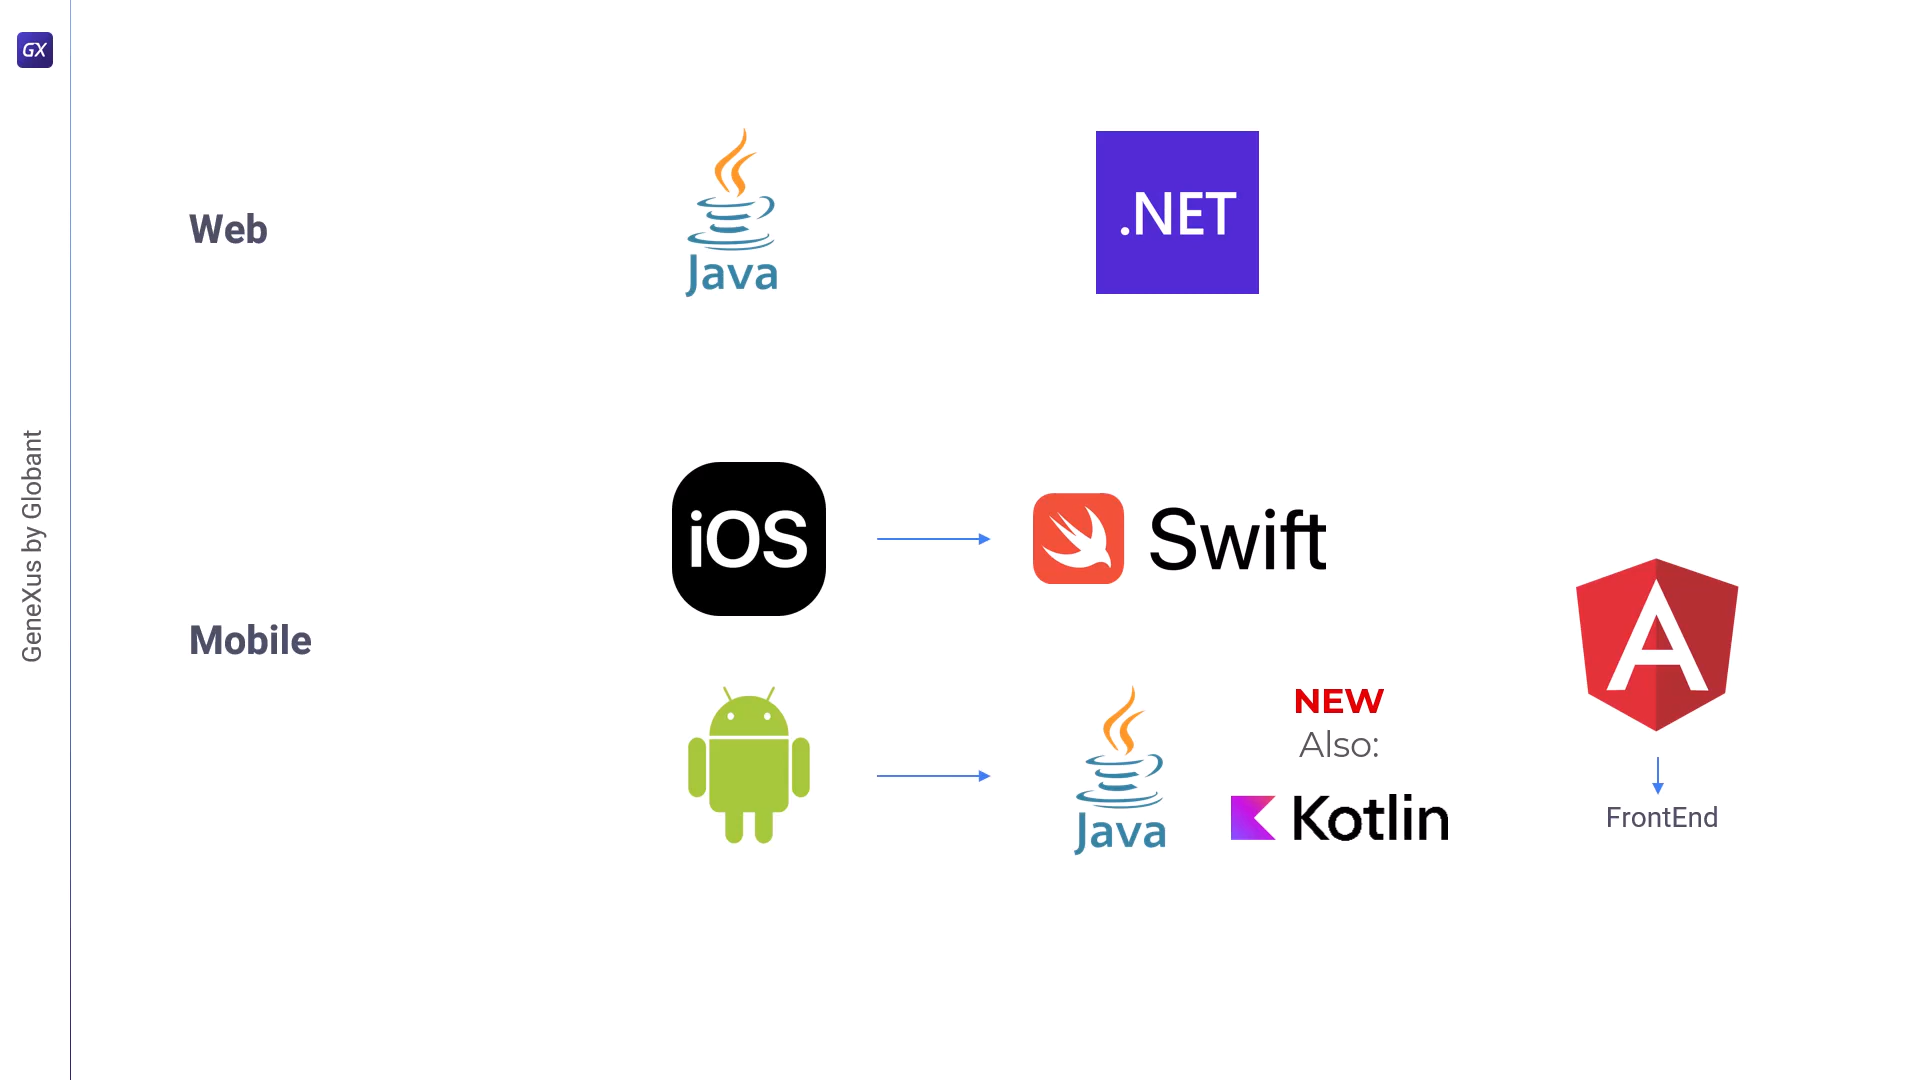 GX
GeneXus by Globant
Web
Java
.NET
Mobile
iOS
Swift
Java
NEW
Also:
Kotlin
A
FrontEnd